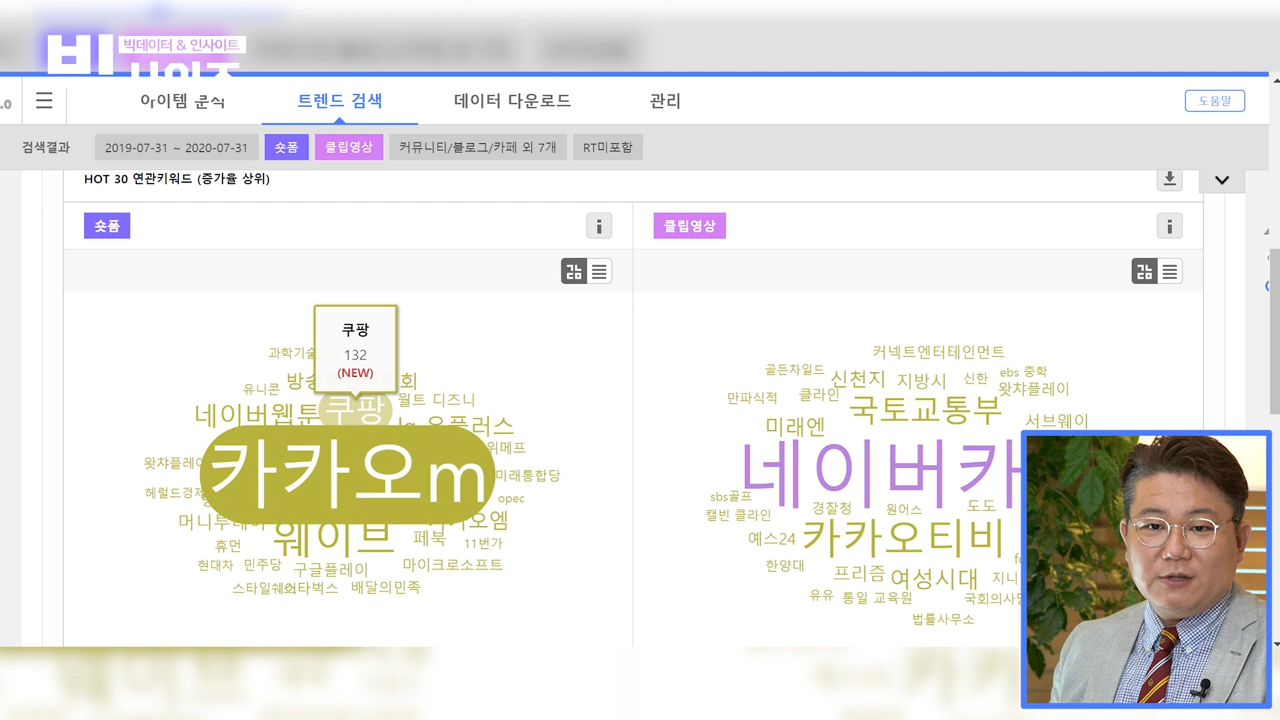 빅데이터 & 인사이트
비
.0
아이템 분석
트렌드 검색
데이터 다운로드
관리
도움말
검색결과
2019-07-31 ~ 2020-07-31
숏폼
클립영상
커뮤니티/블로그/카페 외 7개
RT미포함
HOT 30 연관키워드 (증가율 상위)
숏폼
쿠팡
132
(NEW)
과학기술
유니콘
월트 디즈니
네이버웹툰
쿠팡
유플러스
위메프
카카오m
왓챠플레이
미래통합당
헤럴드경제
opec
머니투데이
카카오엠
웨이브
페북
11번가
휴먼
현대차
민주당
구글플레이
마이크로소프트
배달의민족
클립영상
커넥트엔터테인먼트
골든차일드
신천지
지방시
신한
ebs 중학
왓챠플레이
만파식적
클라인
국토교통부
서브웨이
미래엔
네이버카
sbs골프
캘빈 클라인
경찰청
원어스
도도
예스24
카카오티비
한양대
프리즘
여성시대
지니
유유
통일 교육원
국회의사당
법률사무소